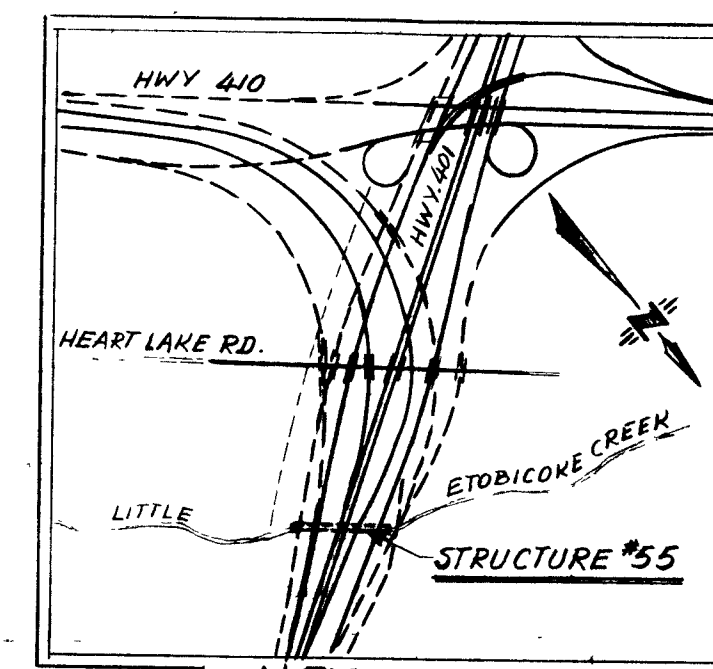 HWY 410
HWY. 401
HEART LAKE RD.
N
LITTLE
ETOBICOKE CREEK
STRUCTURE #55